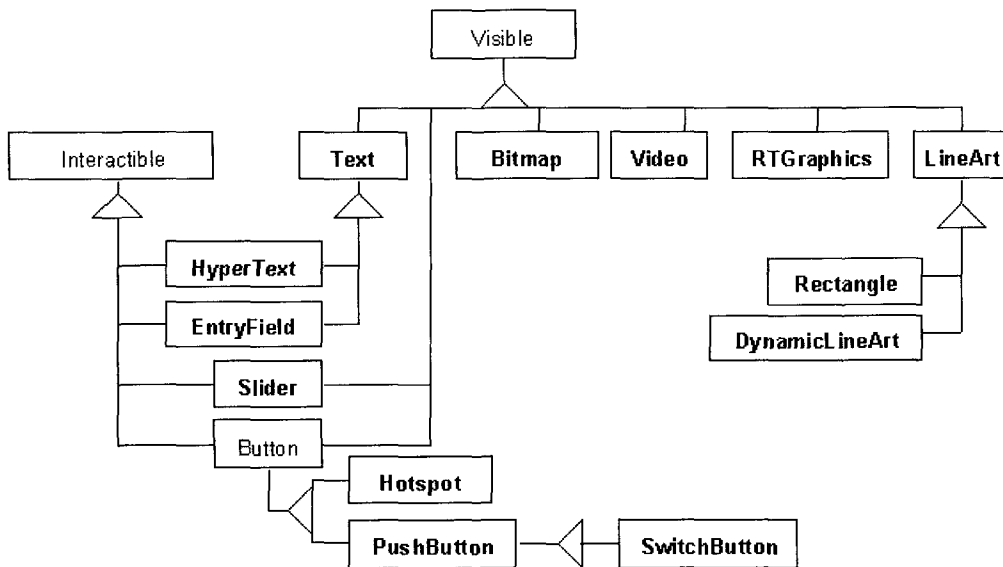 Visible
Interactible
Text
Bitmap
Video
RTGraphics
LineArt
HyperText
Rectangle
EntryField
DynamicLineArt
Slider
Button
Hotspot
PushButton
SwitchButton